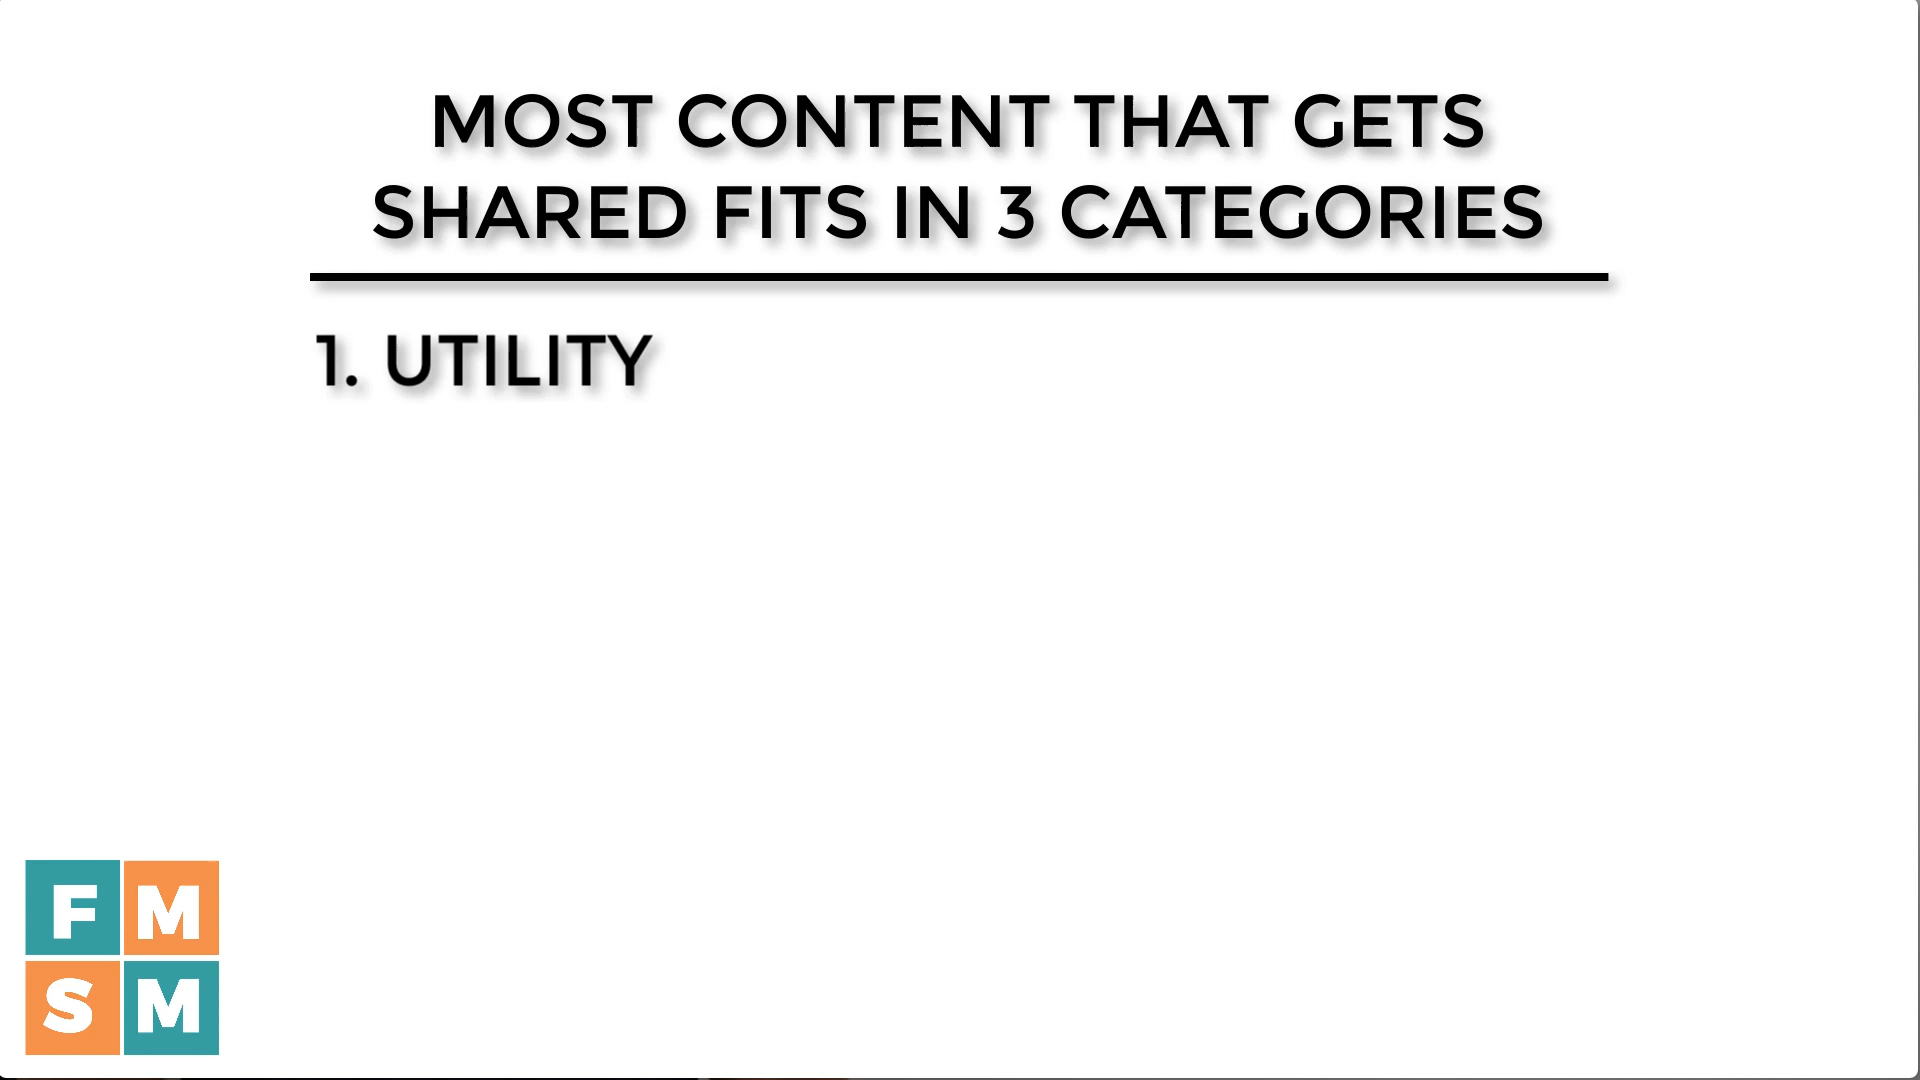 MOST CONTENT THAT GETS
SHARED FITS IN 3 CATEGORIES
1. UTILITY
F M
S M